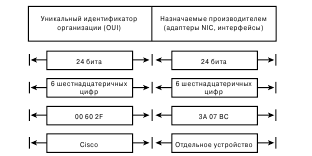 Уникальный идентификатор
организации (OUI)
Назначаемые производителем
(адаптеры NIC, интерфейсы)
24 бита
24 бита
6 шестнадцатеричных
цифр
6 шестнадцатеричных
цифр
00 60 2F
3A 07 BC
Cisco
Отдельное устройство